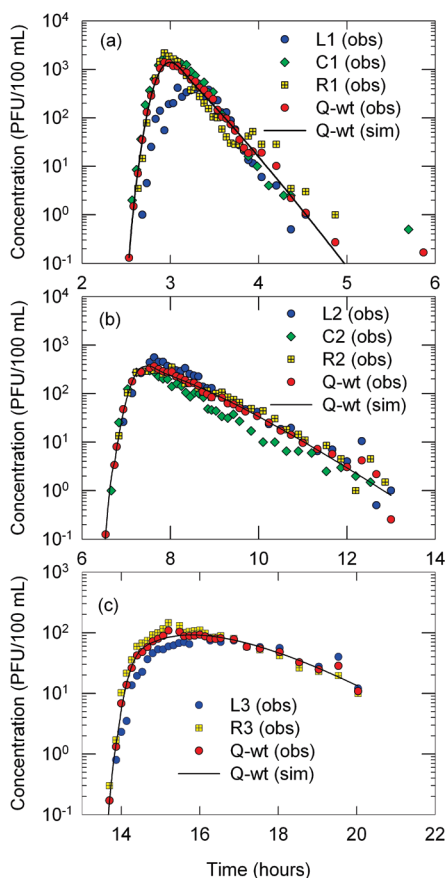 (a)
L1 (obs)
C1 (obs)
R1 (obs)
Q-wt (obs)
Q-wt (sim)
Concentration (PFU/100 mL)
10^4
10^3
10^2
10^1
10^0
10^-1
2 3 4 5 6
(b)
L2 (obs)
C2 (obs)
R2 (obs)
Q-wt (obs)
Q-wt (sim)
Concentration (PFU/100 mL)
10^4
10^3
10^2
10^1
10^0
10^-1
6 8 10 12 14
(c)
L3 (obs)
R3 (obs)
Q-wt (obs)
Q-wt (sim)
Concentration (PFU/100 mL)
10^3
10^2
10^1
10^0
10^-1
14 16 18 20 22
Time (hours)